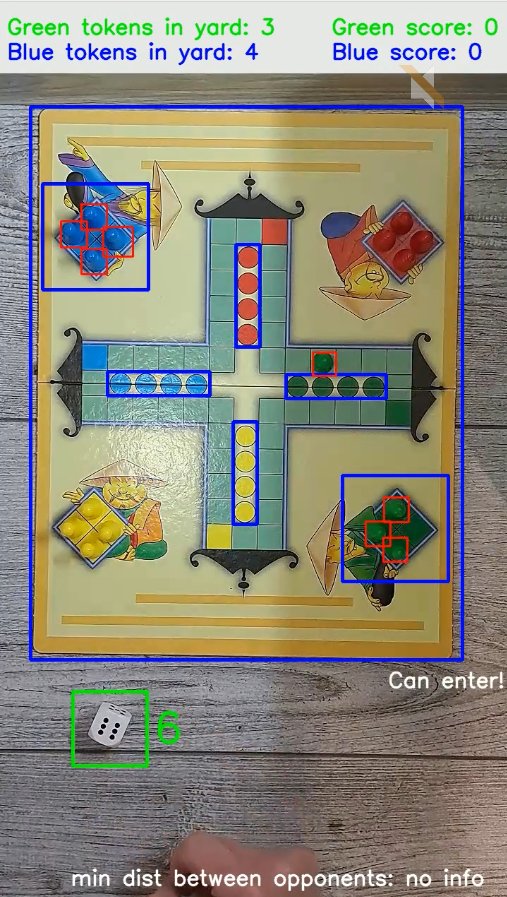 Green tokens in yard: 3 Green score: 0
Blue tokens in yard: 4 Blue score: 0
Can enter!
6
min dist between opponents: no info